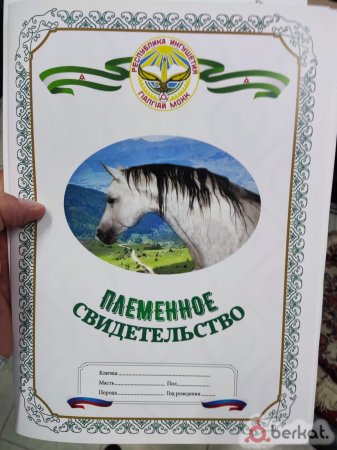 РЕСПУБЛИКА ИНГУШЕТИЯ
ГIАЛГIАЙ МОХК
ПЛЕМЕННОЕ
СВИДЕТЕЛЬСТВО
Кличка
Масть Пол
Порода Год рождения
berkat.